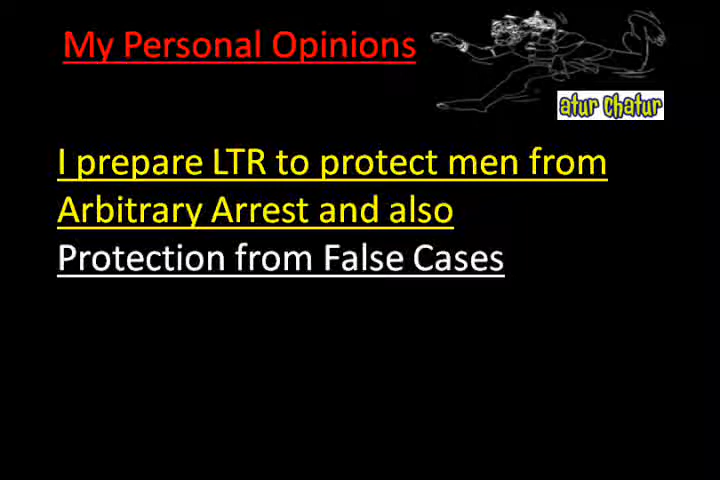 My Personal Opinions
atur chatur
I prepare LTR to protect men from
Arbitrary Arrest and also
Protection from False Cases